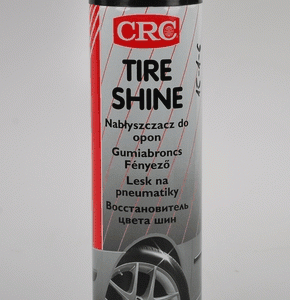 CRC
TIRE
SHINE
Nabłyszczacz do
opon
Gumiabroncs
Fényező
Lesk na
pneumatiky
Восстановитель
цвета шин